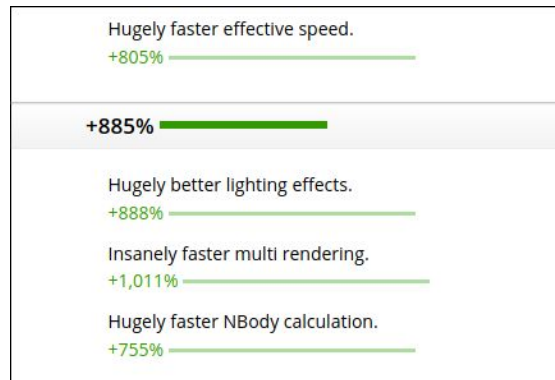 Hugely faster effective speed.
+805%
+885%
Hugely better lighting effects.
+888%
Insanely faster multi rendering.
+1,011%
Hugely faster NBody calculation.
+755%